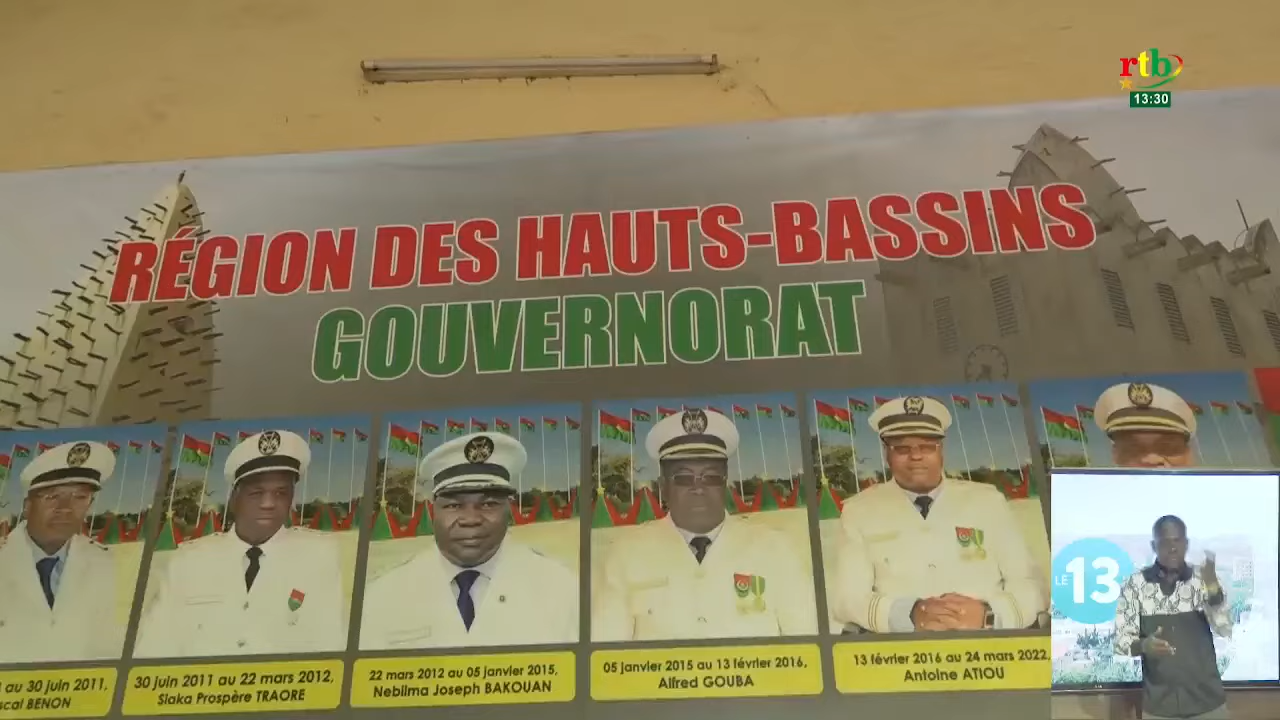 rtb
13:30
RÉGION DES HAUTS-BASSINS
GOUVERNORAT
au 30 juin 2011,
BENON
30 juin 2011 au 22 mars 2012,
Siaka Prospère TRAORE
22 mars 2012 au 05 janvier 2015,
Nebilma Joseph BAKOUAN
05 janvier 2015 au 13 février 2016,
Alfred GOUBA
13 février 2016 au 24 mars 2022,
Antoine ATIOU
LE 13